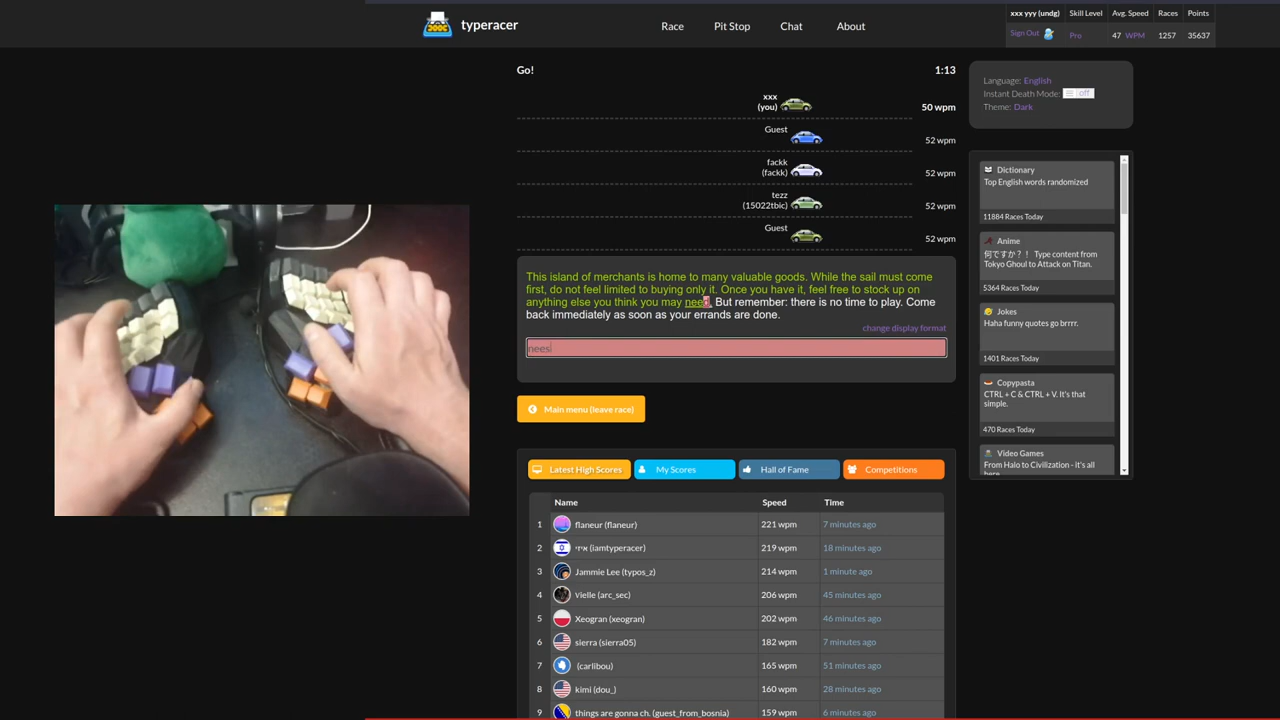 typeracer
Race
Pit Stop
Chat
About
xxx yyy (undg)
Skill Level
Avg. Speed
Races
Points
Sign Out
Pro
47 WPM
1257
35637
Go!
1:13
xxx
(you)
50 wpm
Guest
52 wpm
fackk
(fackk)
52 wpm
tezz
(15022tbic)
52 wpm
Guest
52 wpm
This island of merchants is home to many valuable goods. While the sail must come
first, do not feel limited to buying only it. Once you have it, feel free to stock up on
anything else you think you may need. But remember: there is no time to play. Come
back immediately as soon as your errands are done.
change display format
nees
Main menu (leave race)
Language: English
Instant Death Mode: off
Theme: Dark
Dictionary
Top English words randomized
11884 Races Today
Anime
何ですか？！ Type content from
Tokyo Ghoul to Attack on Titan.
5364 Races Today
Jokes
Haha funny quotes go brrrr.
1401 Races Today
Copypasta
CTRL + C & CTRL + V. It's that
simple.
470 Races Today
Video Games
From Halo to Civilization - it's all
here.
Latest High Scores
My Scores
Hall of Fame
Competitions
Name Speed Time
1 flaneur (flaneur) 221 wpm 7 minutes ago
2 איתי (iamtyperacer) 219 wpm 18 minutes ago
3 Jammie Lee (typos_z) 214 wpm 1 minute ago
4 Vielle (arc_sec) 206 wpm 45 minutes ago
5 Xeogran (xeogran) 202 wpm 46 minutes ago
6 sierra (sierra05) 182 wpm 7 minutes ago
7 (carlibou) 165 wpm 51 minutes ago
8 kimi (dou_) 160 wpm 28 minutes ago
9 things are gonna ch. (guest_from_bosnia) 159 wpm 6 minutes ago